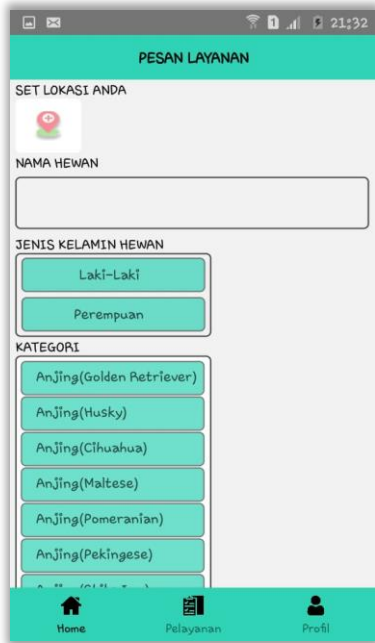 21:32
PESAN LAYANAN
SET LOKASI ANDA
NAMA HEWAN
JENIS KELAMIN HEWAN
Laki-Laki
Perempuan
KATEGORI
Anjing(Golden Retriever)
Anjing(Husky)
Anjing(Cihuahua)
Anjing(Maltese)
Anjing(Pomeranian)
Anjing(Pekingese)
Home Pelayanan Profil